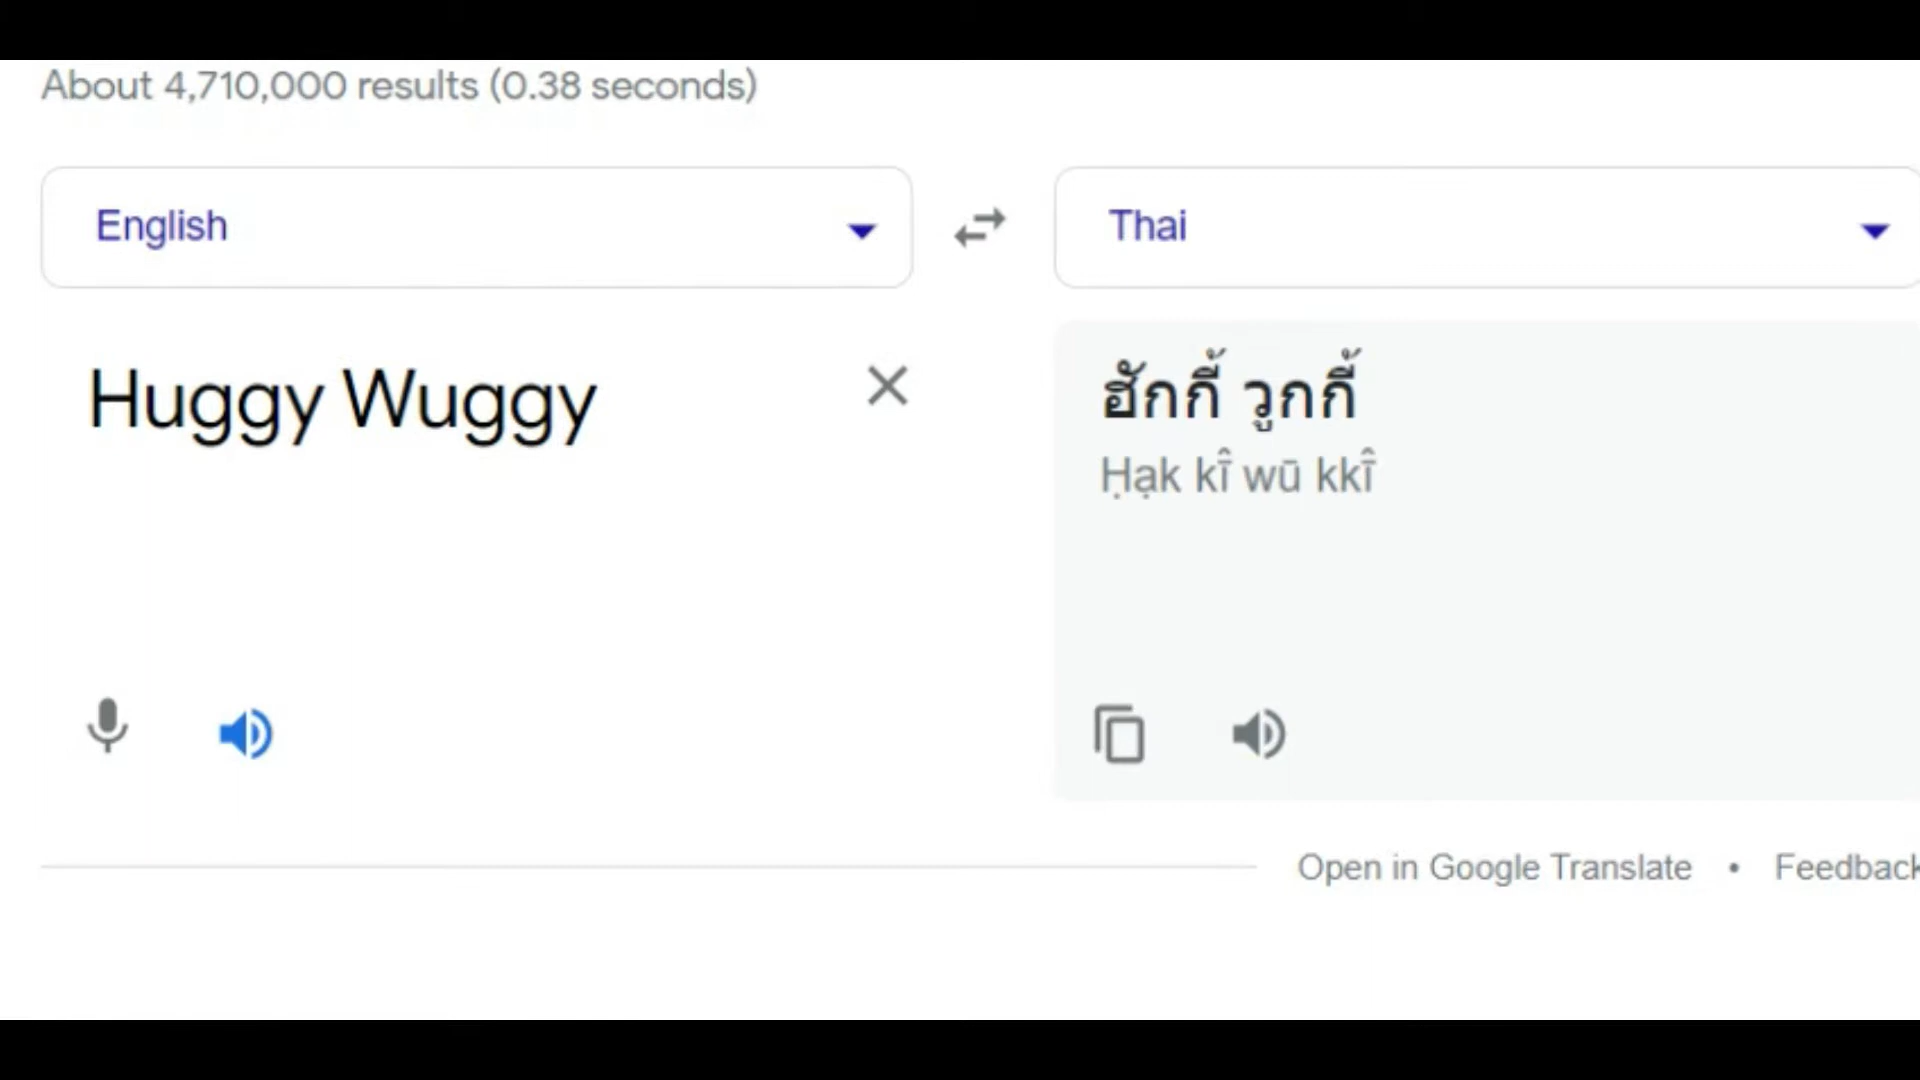 About 4,710,000 results (0.38 seconds)
English
Thai
Huggy Wuggy
ฮักกี้ วูกกี้
Ḥạk kī̂ wū kkī̂
Open in Google Translate • Feedback